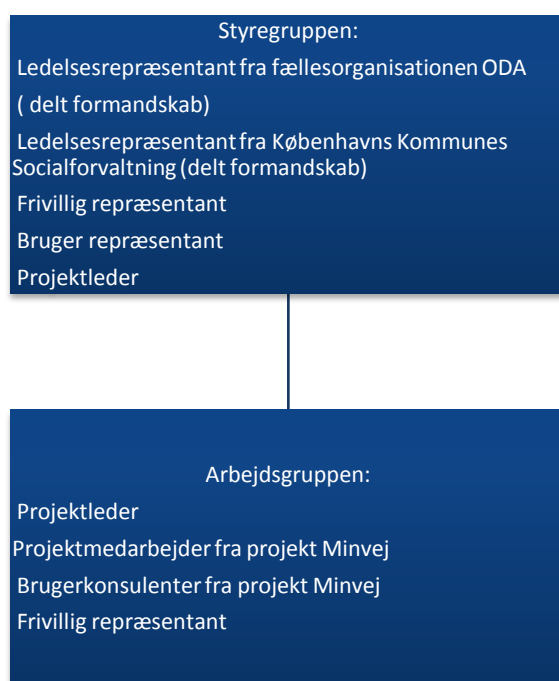 Styregruppen:
Ledelsesrepræsentant fra fællesorganisationen ODA
( delt formandskab)
Ledelsesrepræsentant fra Københavns Kommunes
Socialforvaltning (delt formandskab)
Frivillig repræsentant
Bruger repræsentant
Projektleder
Arbejdsgruppen:
Projektleder
Projektmedarbejder fra projekt Minvej
Brugerkonsulenter fra projekt Minvej
Frivillig repræsentant